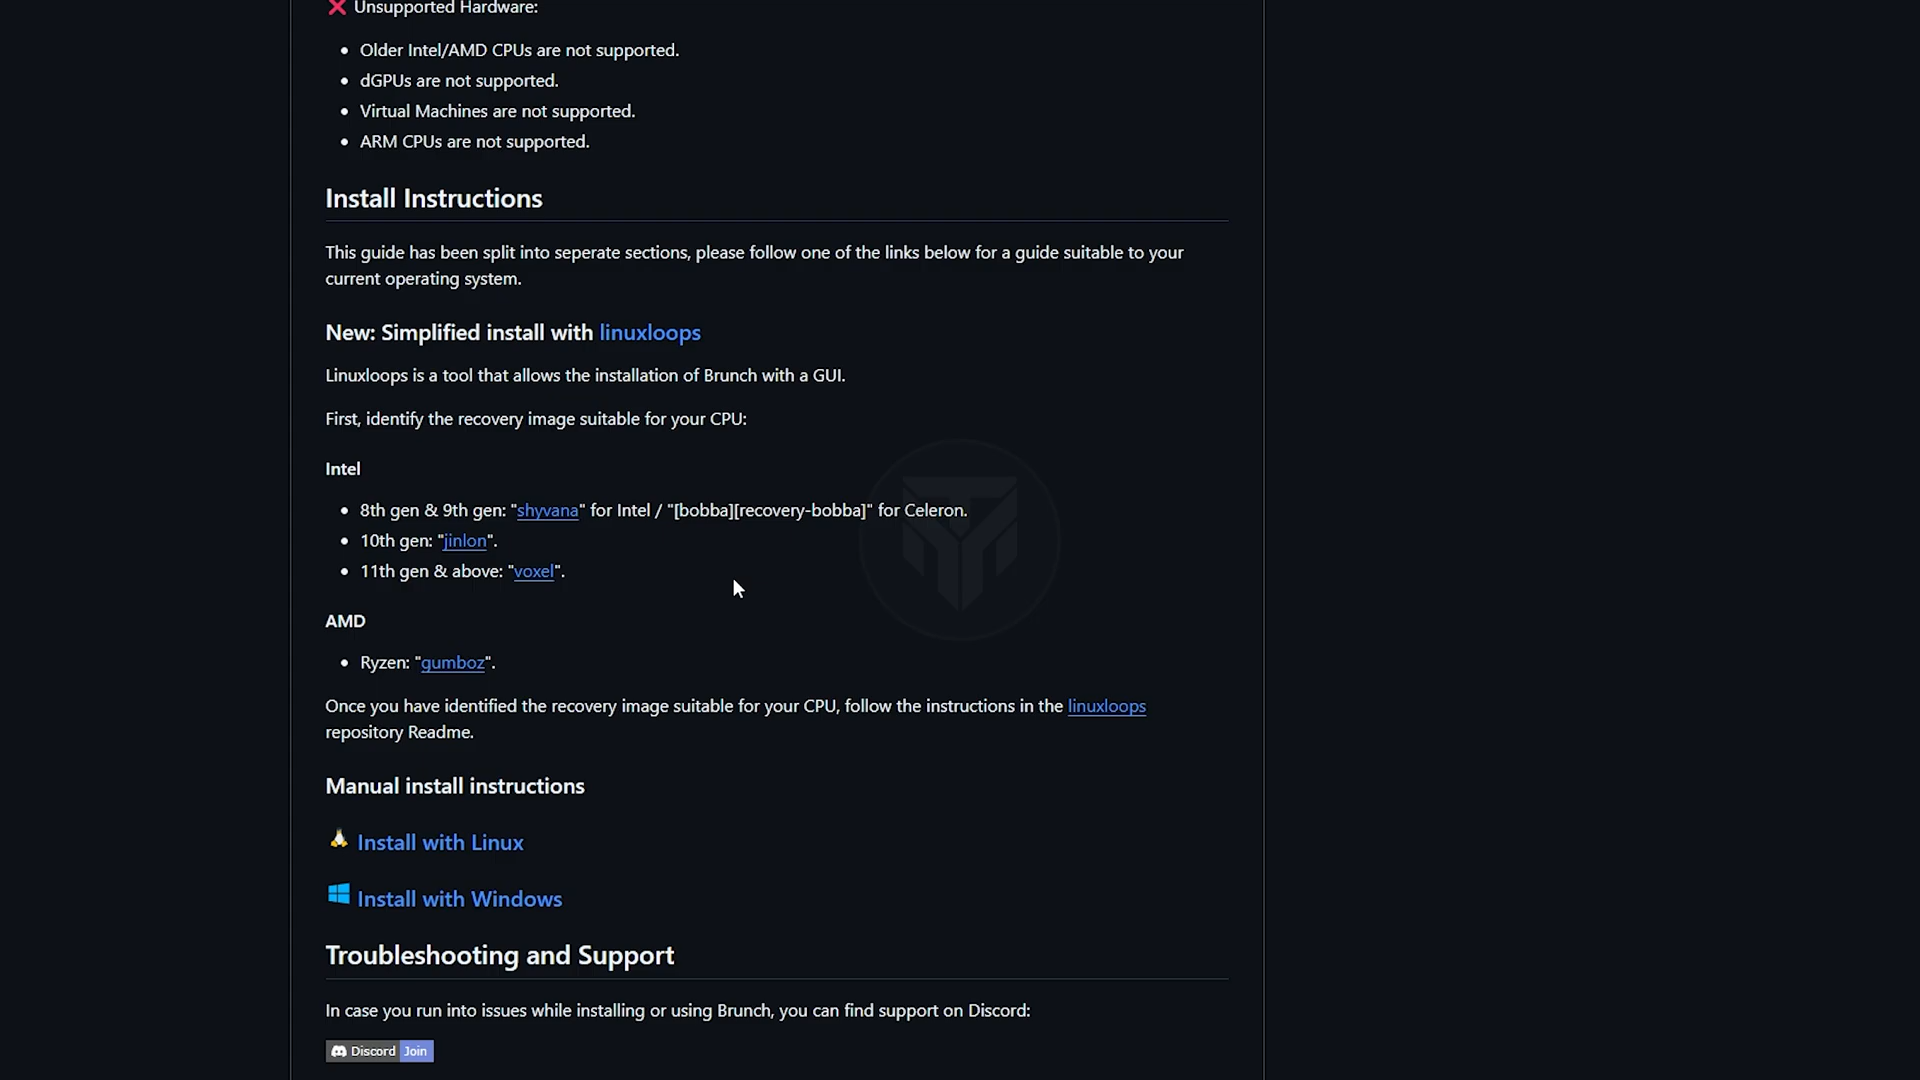 ❌ Unsupported Hardware:
• Older Intel/AMD CPUs are not supported.
• dGPUs are not supported.
• Virtual Machines are not supported.
• ARM CPUs are not supported.
Install Instructions
This guide has been split into seperate sections, please follow one of the links below for a guide suitable to your
current operating system.
New: Simplified install with linuxloops
Linuxloops is a tool that allows the installation of Brunch with a GUI.
First, identify the recovery image suitable for your CPU:
Intel
• 8th gen & 9th gen: "shyvana" for Intel / "[bobba][recovery-bobba]" for Celeron.
• 10th gen: "jinlon".
• 11th gen & above: "voxel".
AMD
• Ryzen: "gumboz".
Once you have identified the recovery image suitable for your CPU, follow the instructions in the linuxloops
repository Readme.
Manual install instructions
Install with Linux
Install with Windows
Troubleshooting and Support
In case you run into issues while installing or using Brunch, you can find support on Discord:
Discord Join